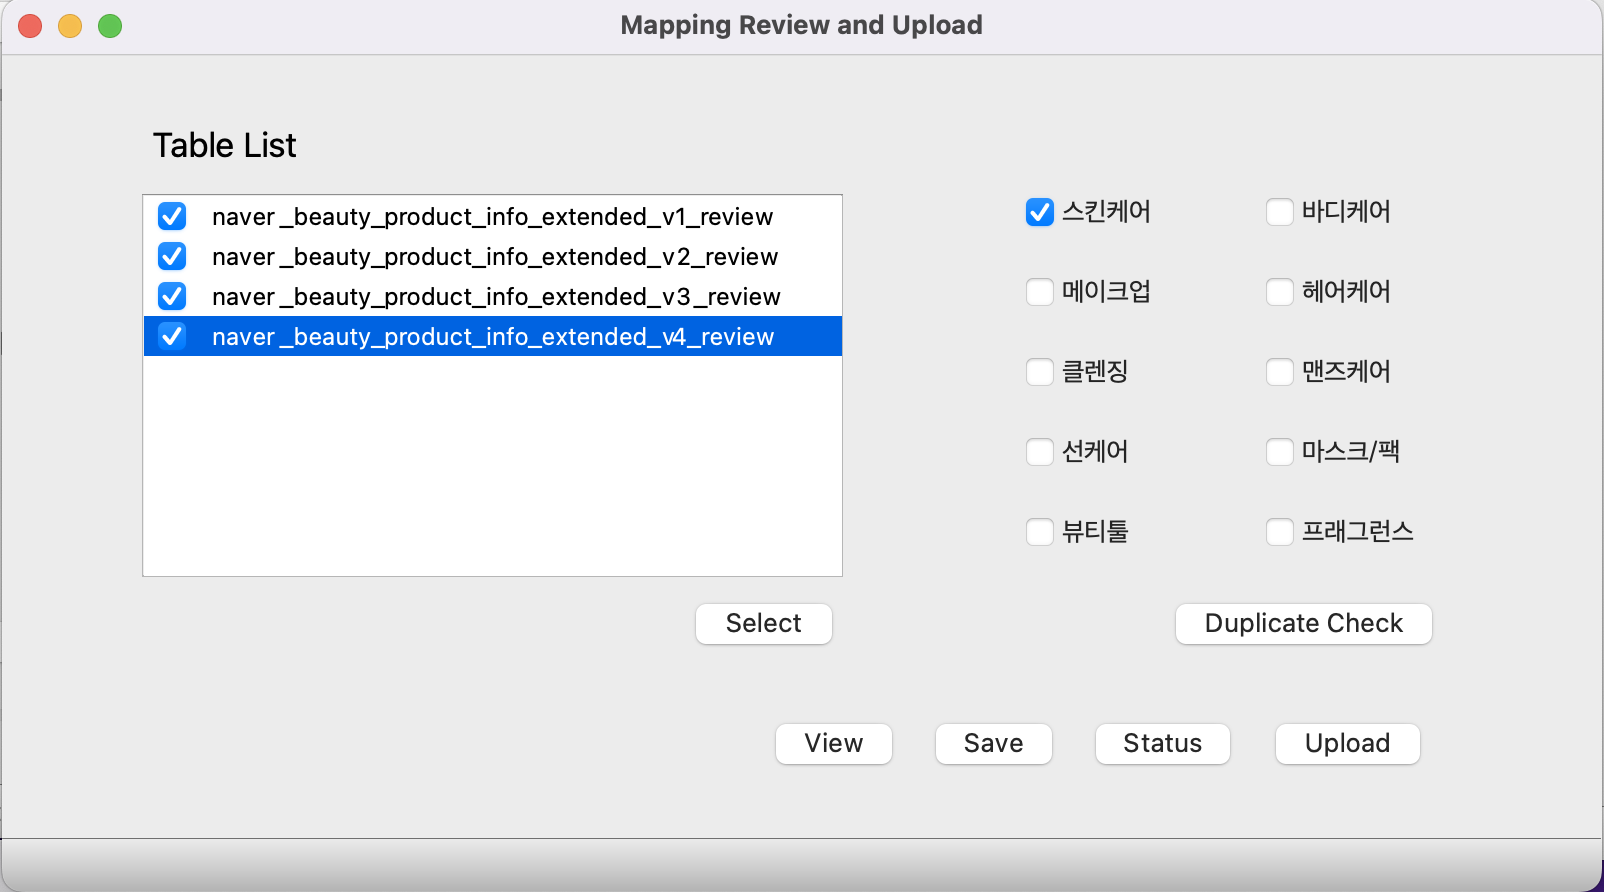 Mapping Review and Upload
Table List
naver_beauty_product_info_extended_v1_review
naver_beauty_product_info_extended_v2_review
naver_beauty_product_info_extended_v3_review
naver_beauty_product_info_extended_v4_review
스킨케어 바디케어
메이크업 헤어케어
클렌징 맨즈케어
선케어 마스크/팩
뷰티툴 프래그런스
Select Duplicate Check
View Save Status Upload